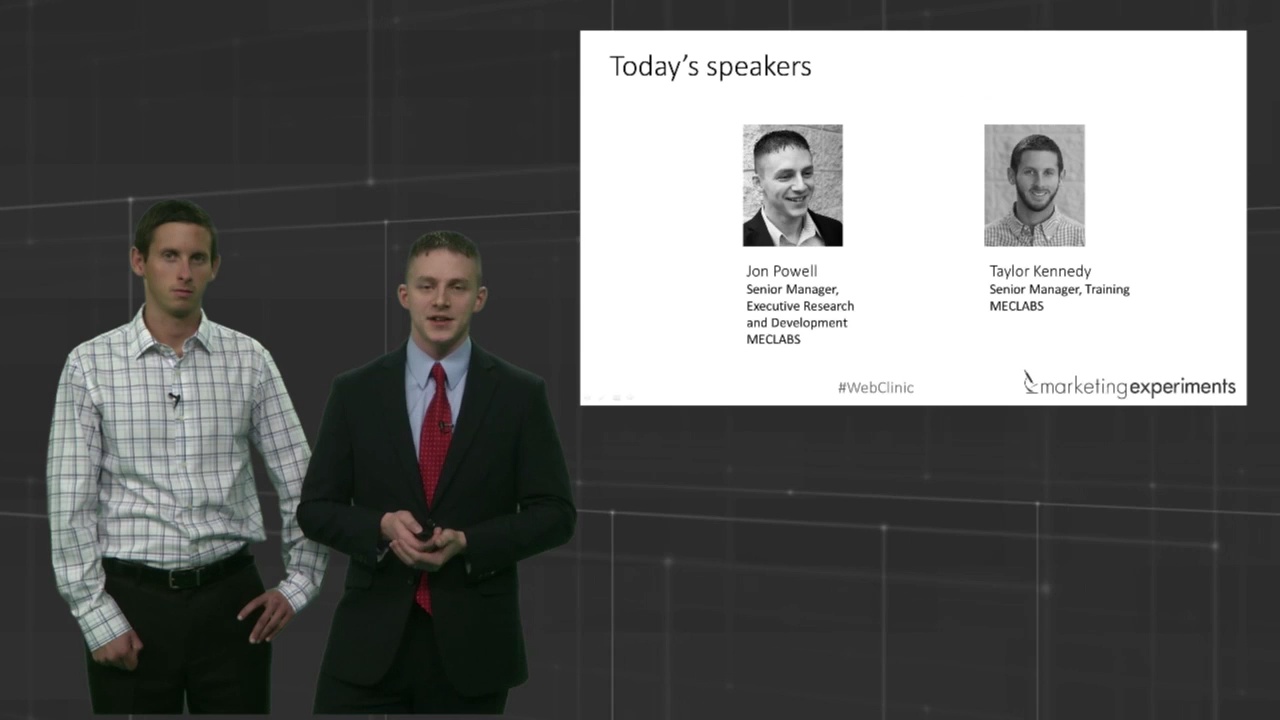 Today's speakers
Jon Powell
Senior Manager,
Executive Research
and Development
MECLABS
Taylor Kennedy
Senior Manager, Training
MECLABS
#WebClinic
marketingexperiments